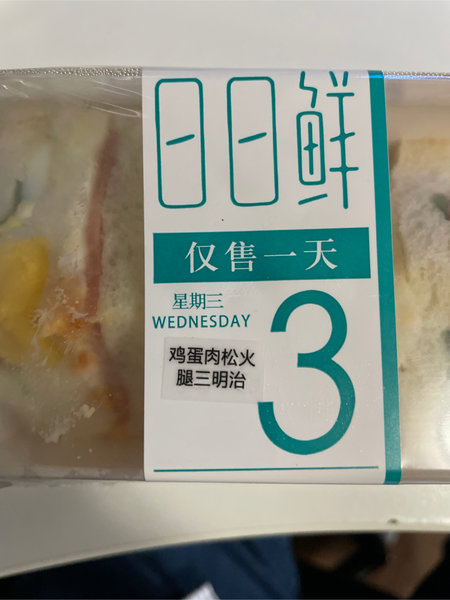 日日鲜
仅售一天
星期三
WEDNESDAY
3
鸡蛋肉松火
腿三明治